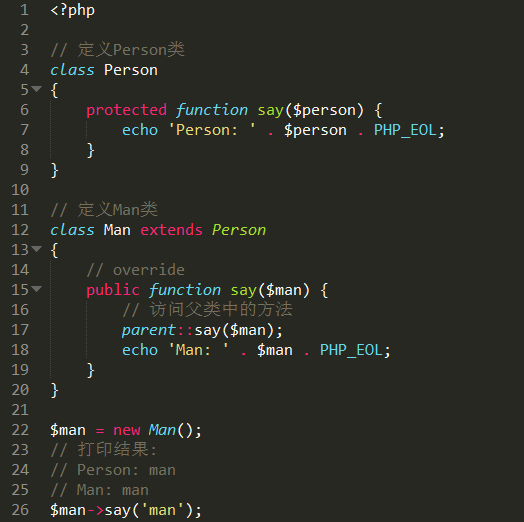 1 <?php
2
3 // 定义Person类
4 class Person
5 {
6     protected function say($person) {
7         echo 'Person: ' . $person . PHP_EOL;
8     }
9 }
10
11 // 定义Man类
12 class Man extends Person
13 {
14     // override
15     public function say($man) {
16         // 访问父类中的方法
17         parent::say($man);
18         echo 'Man: ' . $man . PHP_EOL;
19     }
20 }
21
22 $man = new Man();
23 // 打印结果:
24 // Person: man
25 // Man: man
26 $man->say('man');